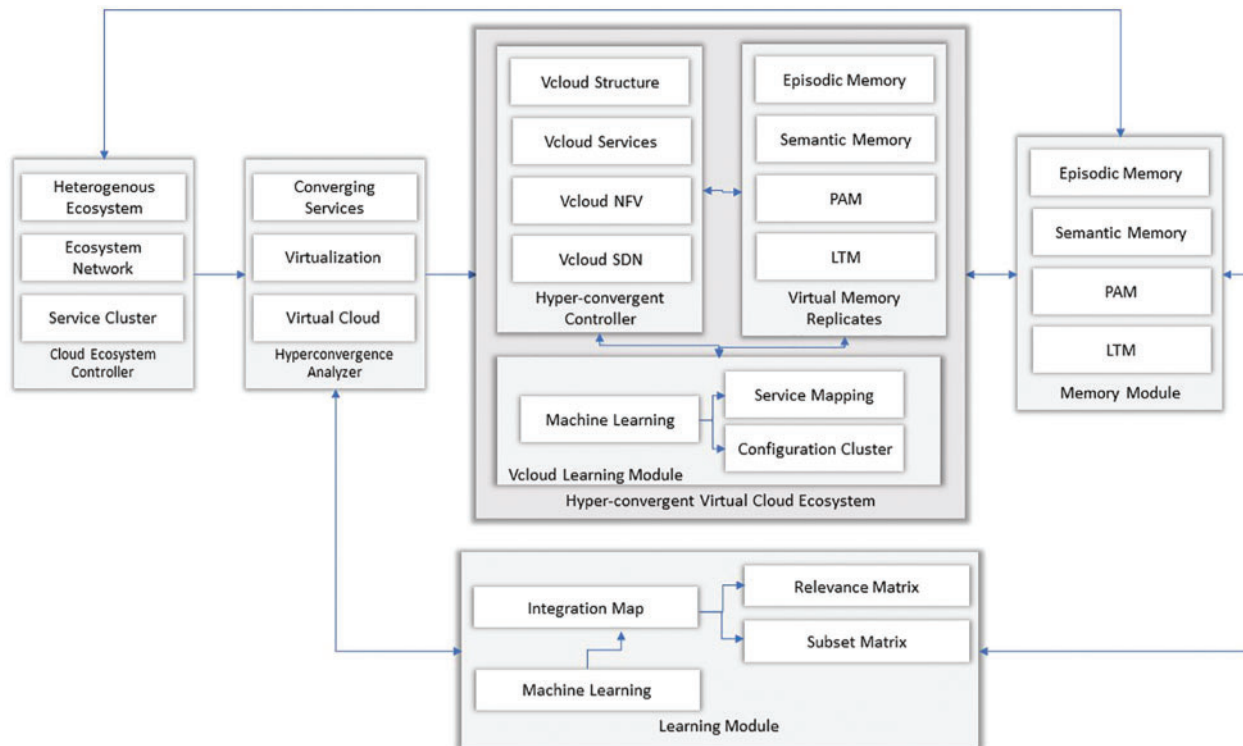 Heterogenous
Ecosystem
Ecosystem
Network
Service Cluster
Cloud Ecosystem
Controller
Converging
Services
Virtualization
Virtual Cloud
Hyperconvergence
Analyzer
Vcloud Structure
Vcloud Services
Vcloud NFV
Vcloud SDN
Hyper-convergent
Controller
Episodic Memory
Semantic Memory
PAM
LTM
Virtual Memory
Replicates
Machine Learning
Service Mapping
Configuration Cluster
Vcloud Learning Module
Hyper-convergent Virtual Cloud Ecosystem
Episodic Memory
Semantic Memory
PAM
LTM
Memory Module
Integration Map
Relevance Matrix
Subset Matrix
Machine Learning
Learning Module